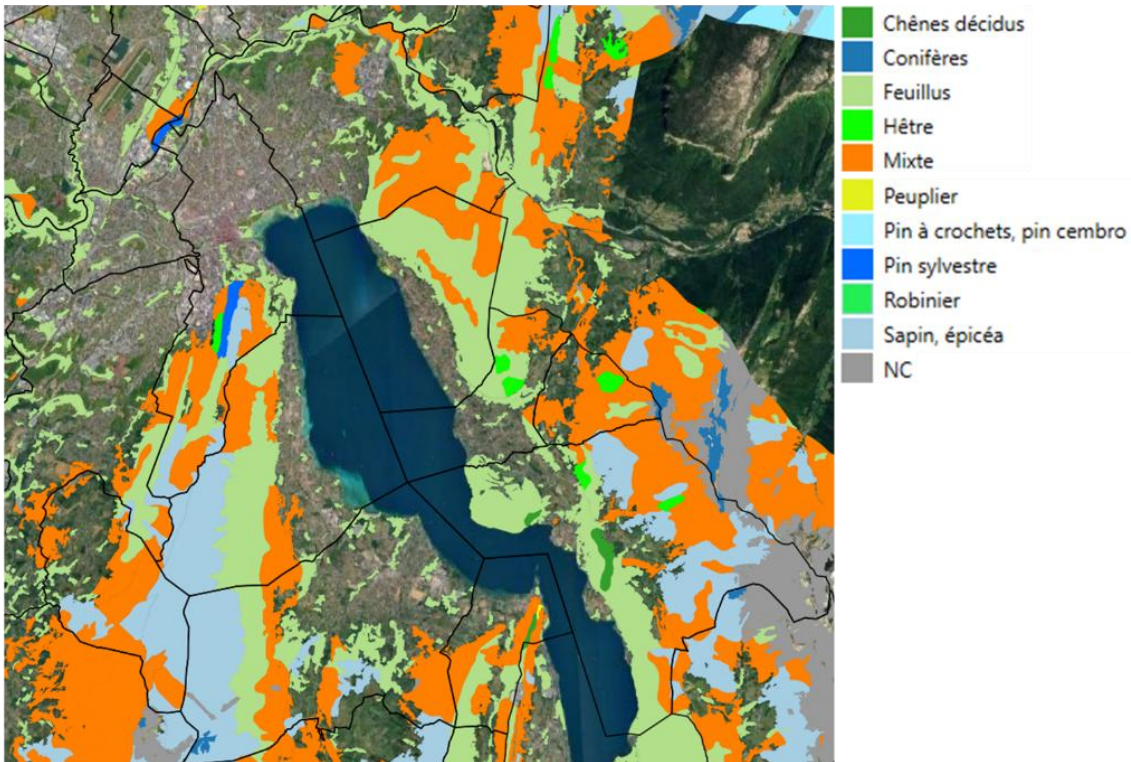 Chênes décidus
Conifères
Feuillus
Hêtre
Mixte
Peuplier
Pin à crochets, pin cembro
Pin sylvestre
Robinier
Sapin, épicéa
NC